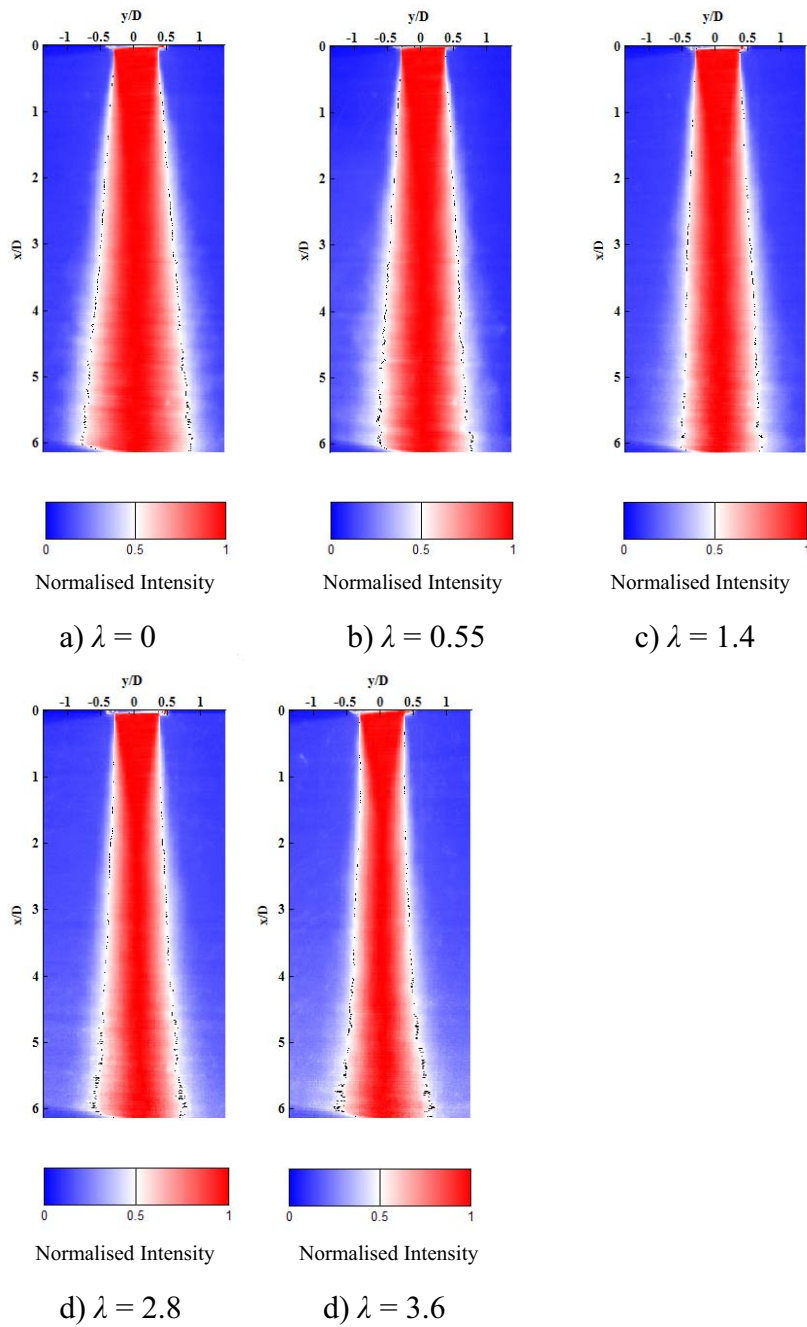 y/D y/D y/D
-1 -0.5 0 0.5 1 -1 -0.5 0 0.5 1 -1 -0.5 0 0.5 1
0 0 0
1 1 1
2 2 2
x/D 3 x/D 3 x/D 3
4 4 4
5 5 5
6 6 6
0 0.5 1 0 0.5 1 0 0.5 1
Normalised Intensity Normalised Intensity Normalised Intensity
a) λ = 0 b) λ = 0.55 c) λ = 1.4
y/D y/D
-1 -0.5 0 0.5 1 -1 -0.5 0 0.5 1
0 0
1 1
2 2
x/D 3 x/D 3
4 4
5 5
6 6
0 0.5 1 0 0.5 1
Normalised Intensity Normalised Intensity
d) λ = 2.8 d) λ = 3.6